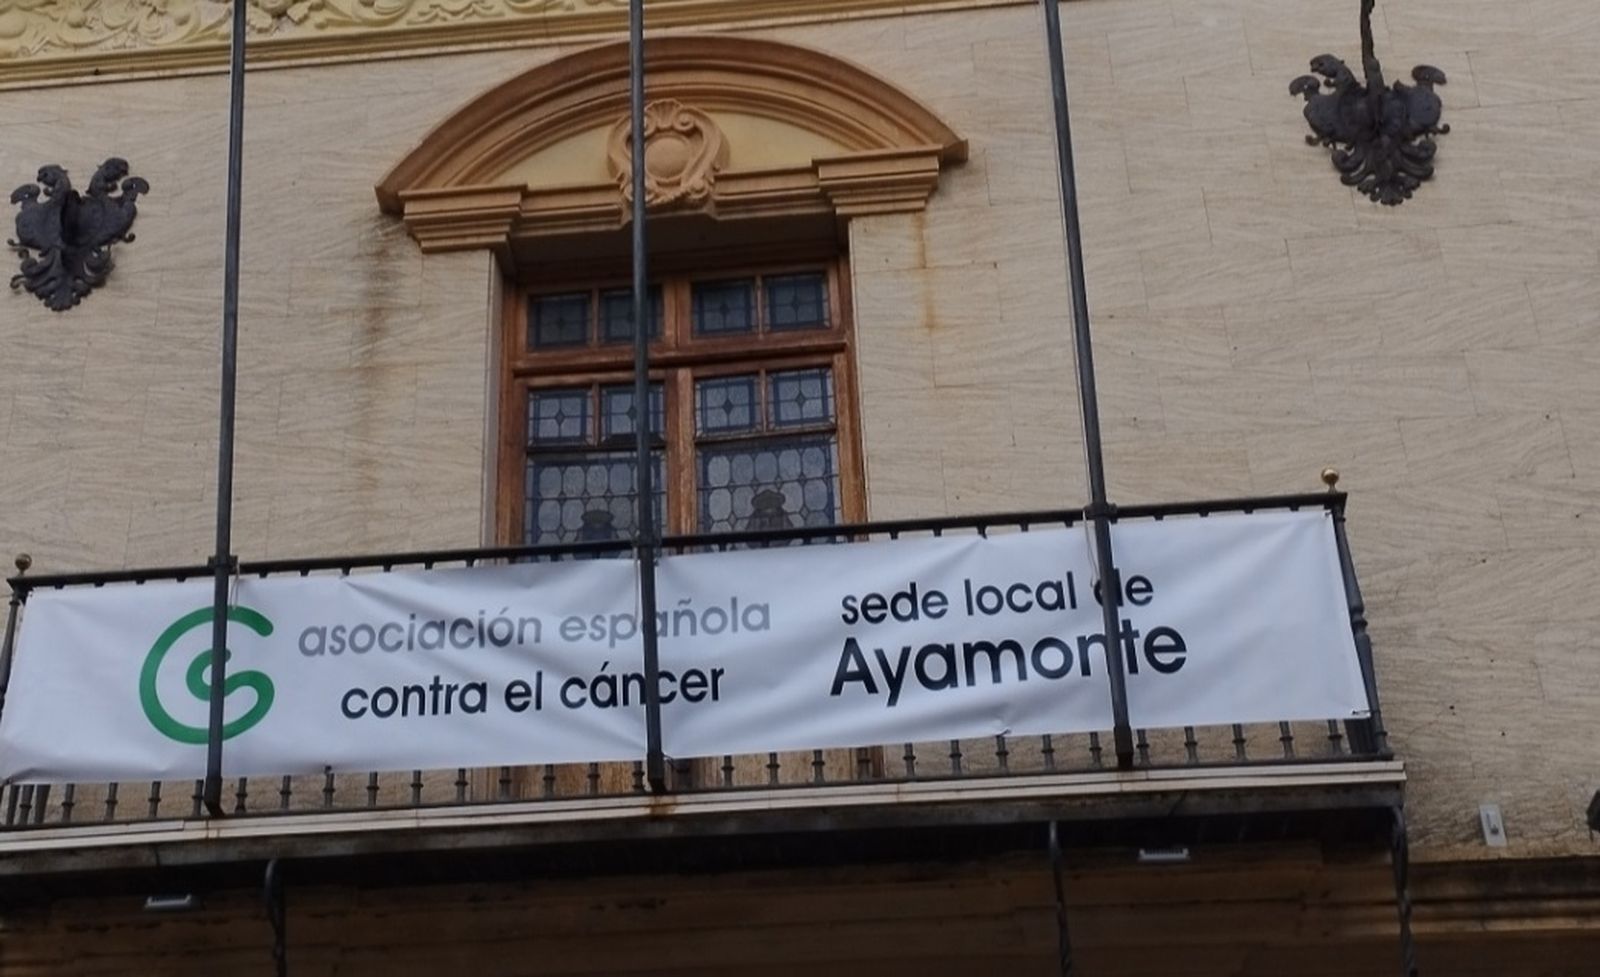 asociación española
contra el cáncer
sede local de
Ayamonte